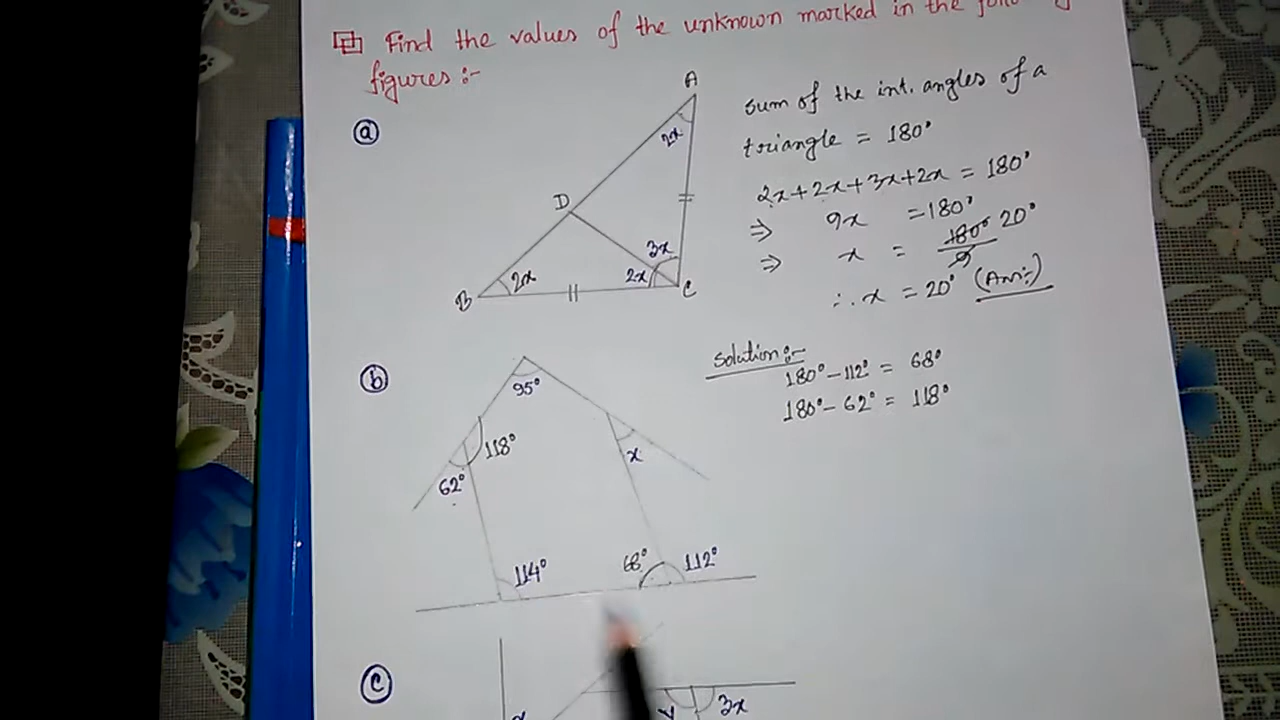 Find the values of the unknown marked in the
figures:-
a
A
2x
D
3x
B
2x
2x
C
Sum of the int. angles of a
triangle = 180°
2x+2x+3x+2x = 180°
⇒ 9x = 180°
⇒ x = 180° 20°
9
∴ x = 20° (Ans:-)
b
95°
118°
62°
x
114°
68°
112°
Solution:-
180° - 112° = 68°
180° - 62° = 118°
c
3x